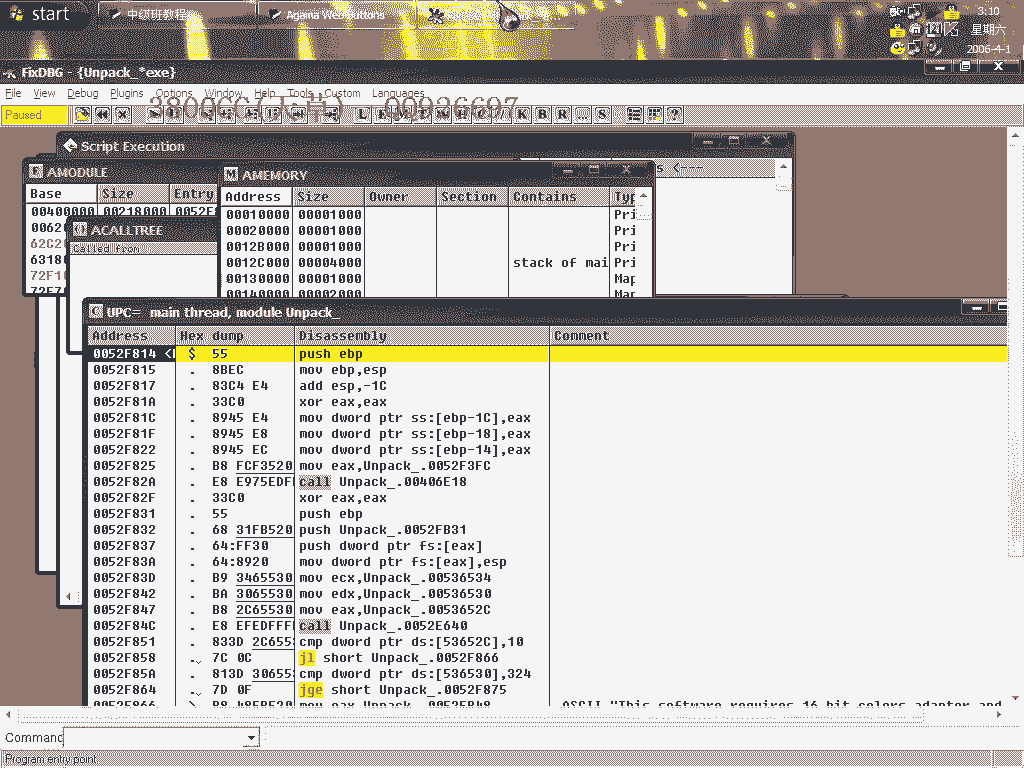 start
中级班教程
Agama Web Buttons
3:10
星期六
2006-4-1
FixDBG - {Unpack_*exe}
File View Debug Plugins Options Window Help Tools Custom Languages
3800CC(天草) 00926697
Paused
K B R ... S
Script Execution
AMODULE
Base Size Entry
00400000 00218000 0052F
0062
62C2
6318
72F1
72F7
ACALLTREE
Called from
s <---
AMEMORY
Address Size Owner Section Contains Typ
00010000 00001000 Pri
00020000 00001000 Pri
0012B000 00001000 Pri
0012C000 00004000 stack of mai Pri
00130000 00001000 Map
00140000 00002000 Mar
UPC= main thread, module Unpack_
Address Hex dump Disassembly Comment
0052F814 <I $ 55 push ebp
0052F815 . 8BEC mov ebp,esp
0052F817 . 83C4 E4 add esp,-1C
0052F81A . 33C0 xor eax,eax
0052F81C . 8945 E4 mov dword ptr ss:[ebp-1C],eax
0052F81F . 8945 E8 mov dword ptr ss:[ebp-18],eax
0052F822 . 8945 EC mov dword ptr ss:[ebp-14],eax
0052F825 . B8 FCF3520 mov eax,Unpack_.0052F3FC
0052F82A . E8 E975EDF call Unpack_.00406E18
0052F82F . 33C0 xor eax,eax
0052F831 . 55 push ebp
0052F832 . 68 31FB520 push Unpack_.0052FB31
0052F837 . 64:FF30 push dword ptr fs:[eax]
0052F83A . 64:8920 mov dword ptr fs:[eax],esp
0052F83D . B9 3465530 mov ecx,Unpack_.00536534
0052F842 . BA 3065530 mov edx,Unpack_.00536530
0052F847 . B8 2C65530 mov eax,Unpack_.0053652C
0052F84C . E8 EFEDFFF call Unpack_.0052E640
0052F851 . 833D 2C655 cmp dword ptr ds:[53652C],10
0052F858 . 7C 0C jl short Unpack_.0052F866
0052F85A . 813D 30655 cmp dword ptr ds:[536530],324
0052F864 . 7D 0F jge short Unpack_.0052F875
0052F866 > B8 48FB520 mov eax,Unpack_.0052FB48 ASCII "This software requires 16 bit colors adaptor and
Command
Program entry point